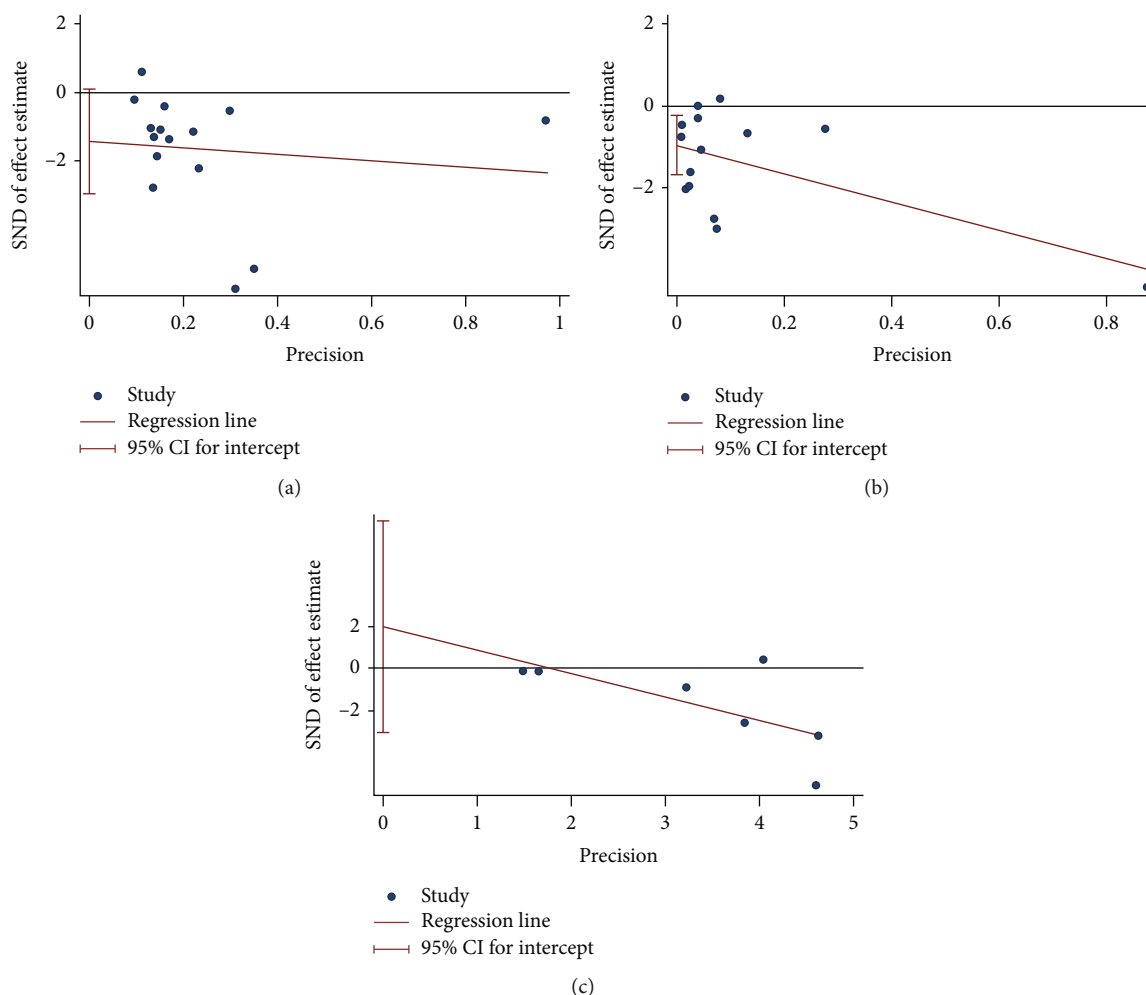 SND of effect estimate
2
0
−2
0
0.2
0.4
0.6
0.8
1
Precision
Study
Regression line
95% CI for intercept
(a)
SND of effect estimate
2
0
−2
0
0.2
0.4
0.6
0.8
Precision
Study
Regression line
95% CI for intercept
(b)
SND of effect estimate
2
0
−2
0
1
2
3
4
5
Precision
Study
Regression line
95% CI for intercept
(c)